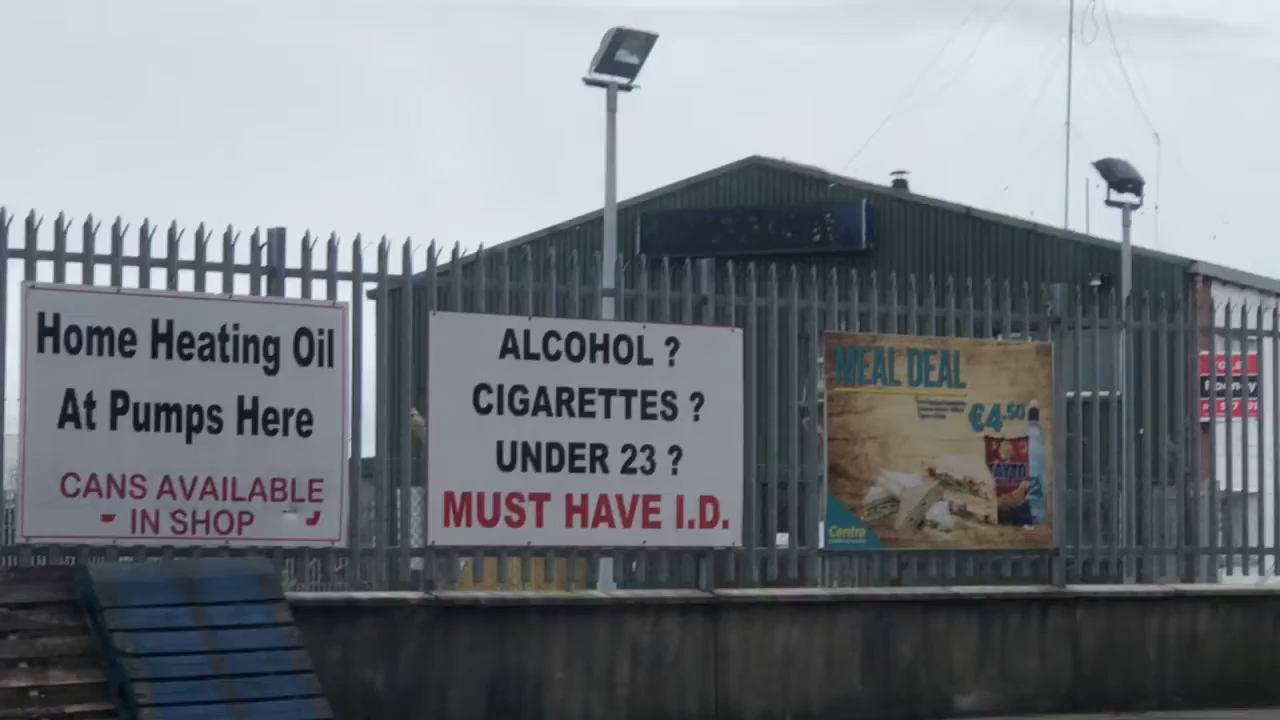 Home Heating Oil
At Pumps Here
CANS AVAILABLE
IN SHOP
ALCOHOL ?
CIGARETTES ?
UNDER 23 ?
MUST HAVE I.D.
MEAL DEAL
€4.50
TAYTO
Centra